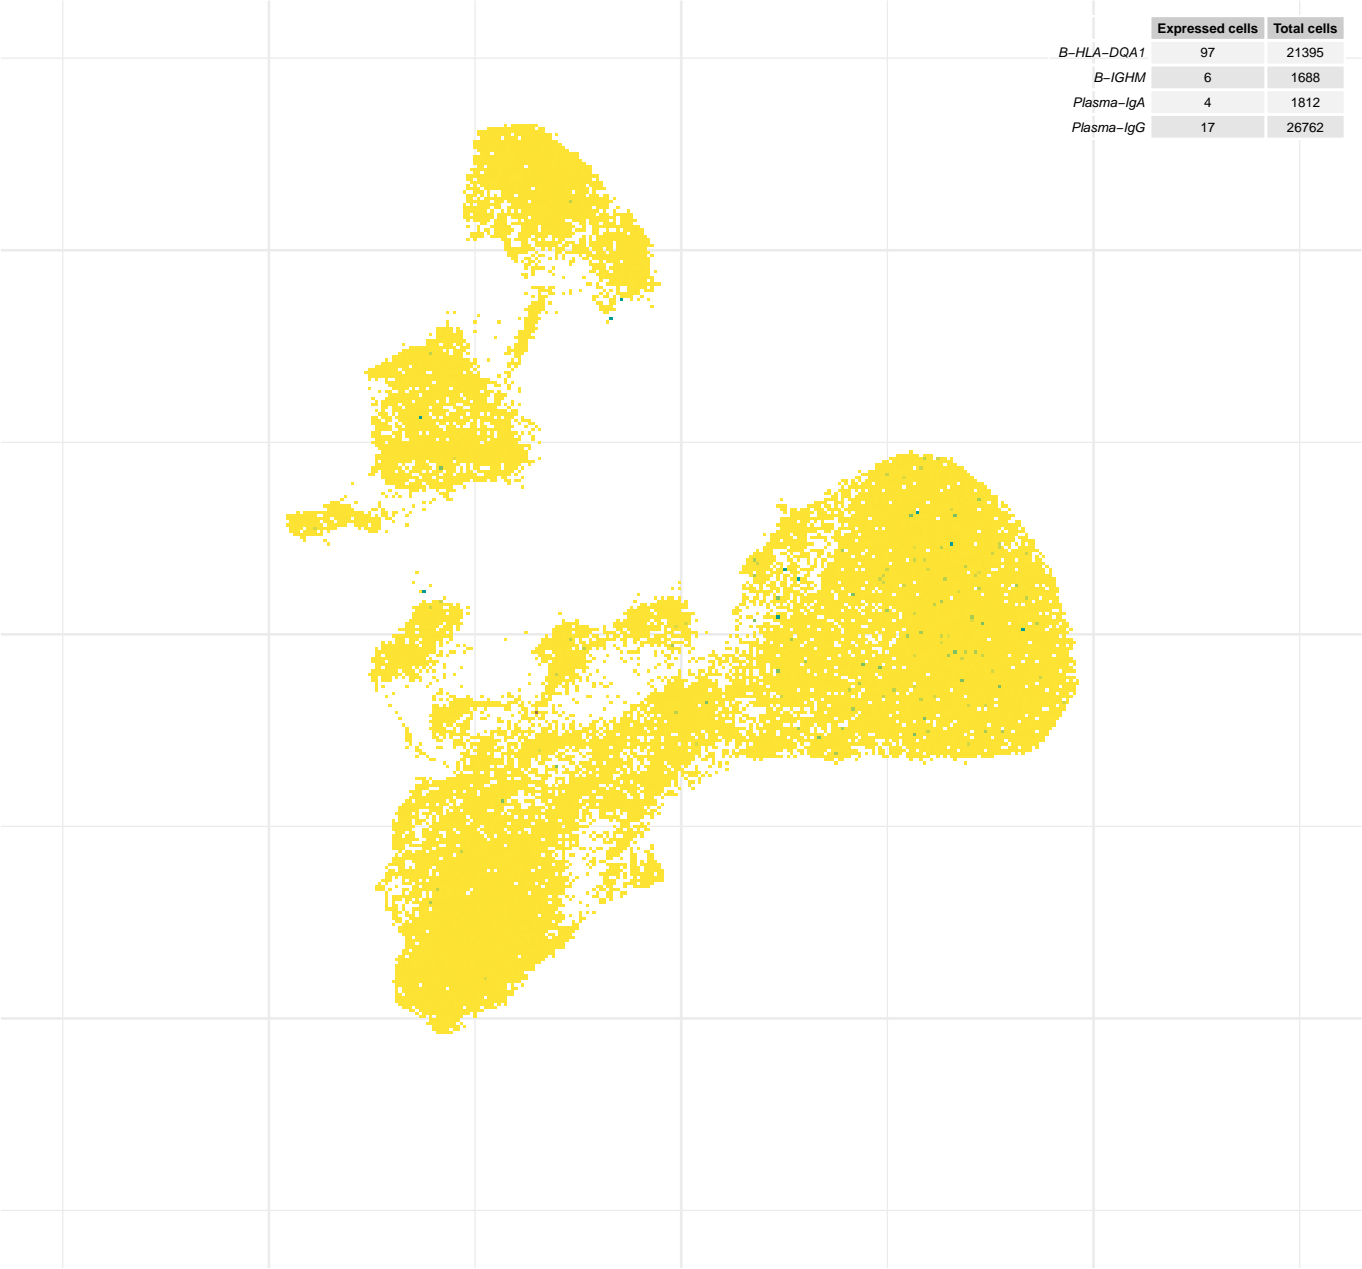 Expressed cells Total cells
B−HLA−DQA1 97 21395
B−IGHM 6 1688
Plasma−IgA 4 1812
Plasma−IgG 17 26762